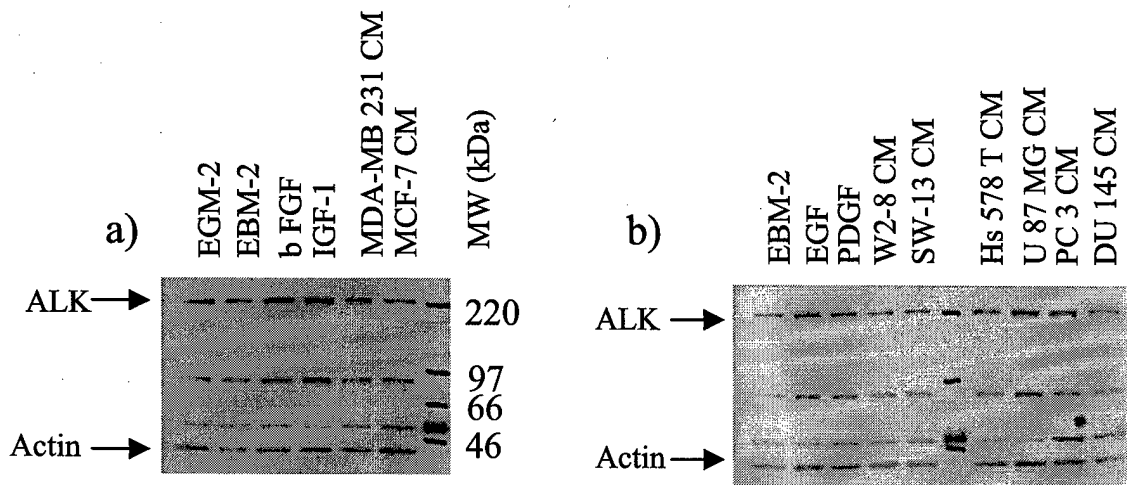 a)
EGM-2
EBM-2
b FGF
IGF-1
MDA-MB 231 CM
MCF-7 CM
MW (kDa)
ALK
220
97
66
46
Actin
b)
EBM-2
EGF
PDGF
W2-8 CM
SW-13 CM
Hs 578 T CM
U 87 MG CM
PC 3 CM
DU 145 CM
ALK
Actin